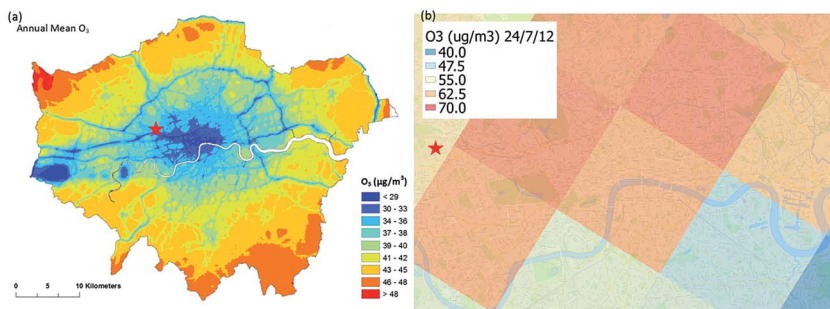 (a)
Annual Mean O₃
O₃ (µg/m³)
< 29
30 - 33
34 - 36
37 - 38
39 - 40
41 - 42
43 - 45
46 - 48
> 48
0 5 10 Kilometers
(b)
O3 (ug/m3) 24/7/12
40.0
47.5
55.0
62.5
70.0